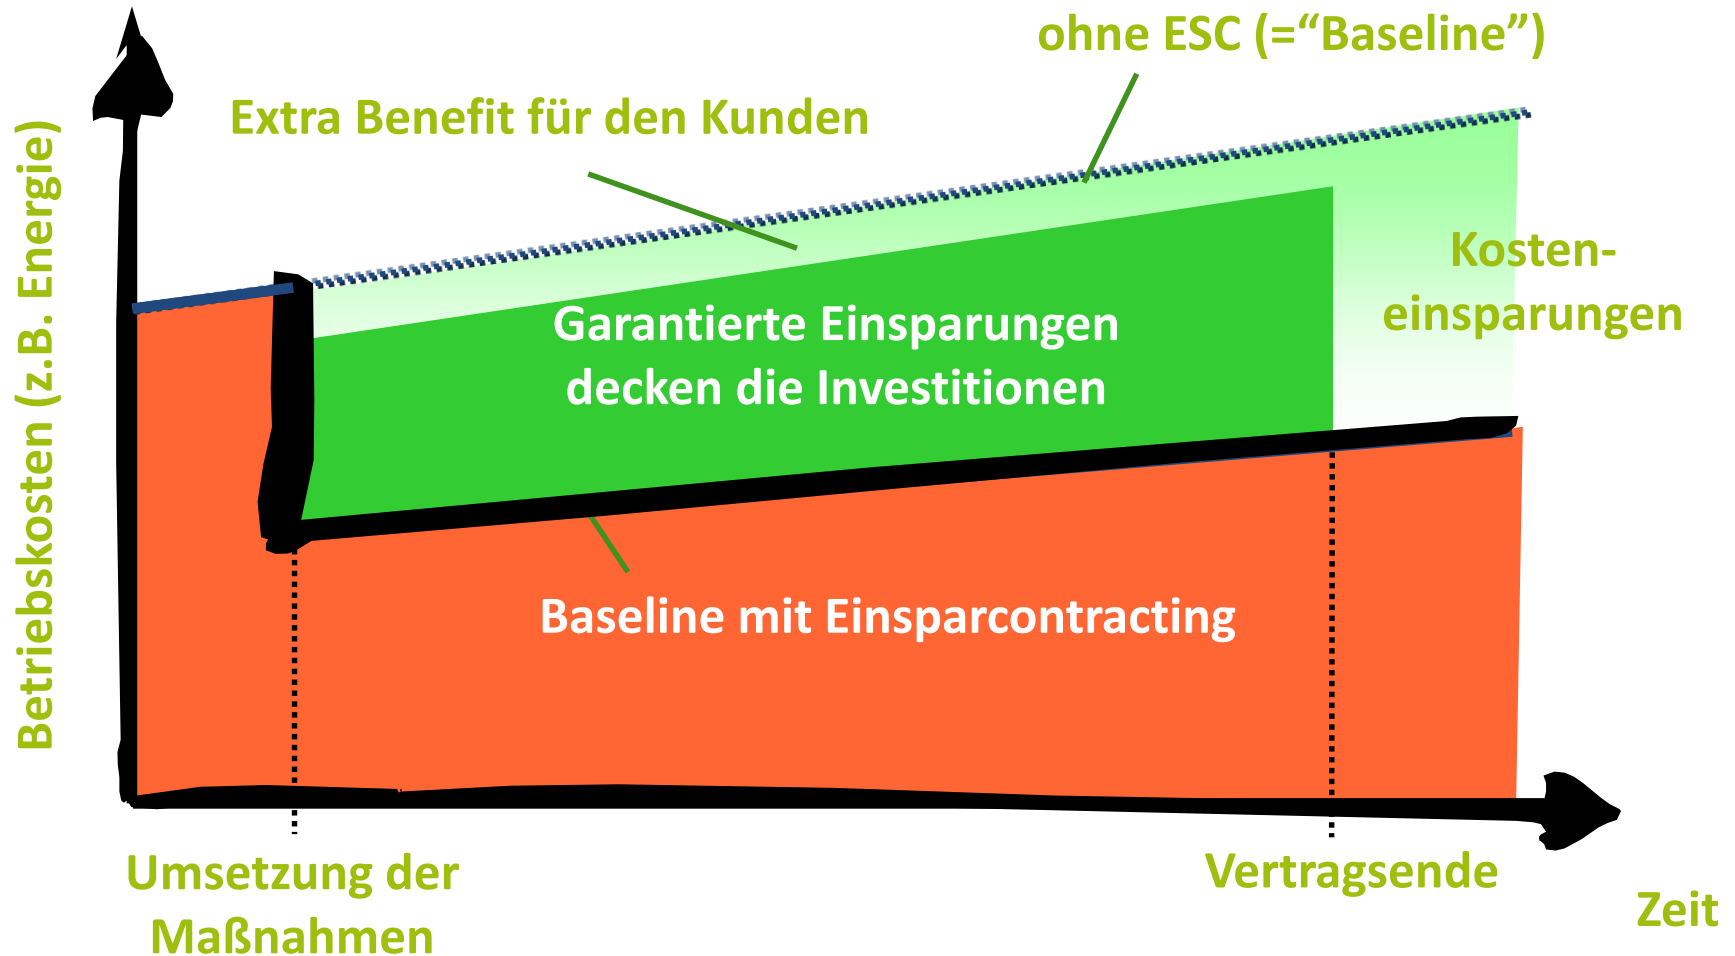 ohne ESC (=“Baseline”)
Extra Benefit für den Kunden
Betriebskosten (z.B. Energie)
Kosten-
einsparungen
Garantierte Einsparungen
decken die Investitionen
Baseline mit Einsparcontracting
Umsetzung der
Maßnahmen
Vertragsende
Zeit